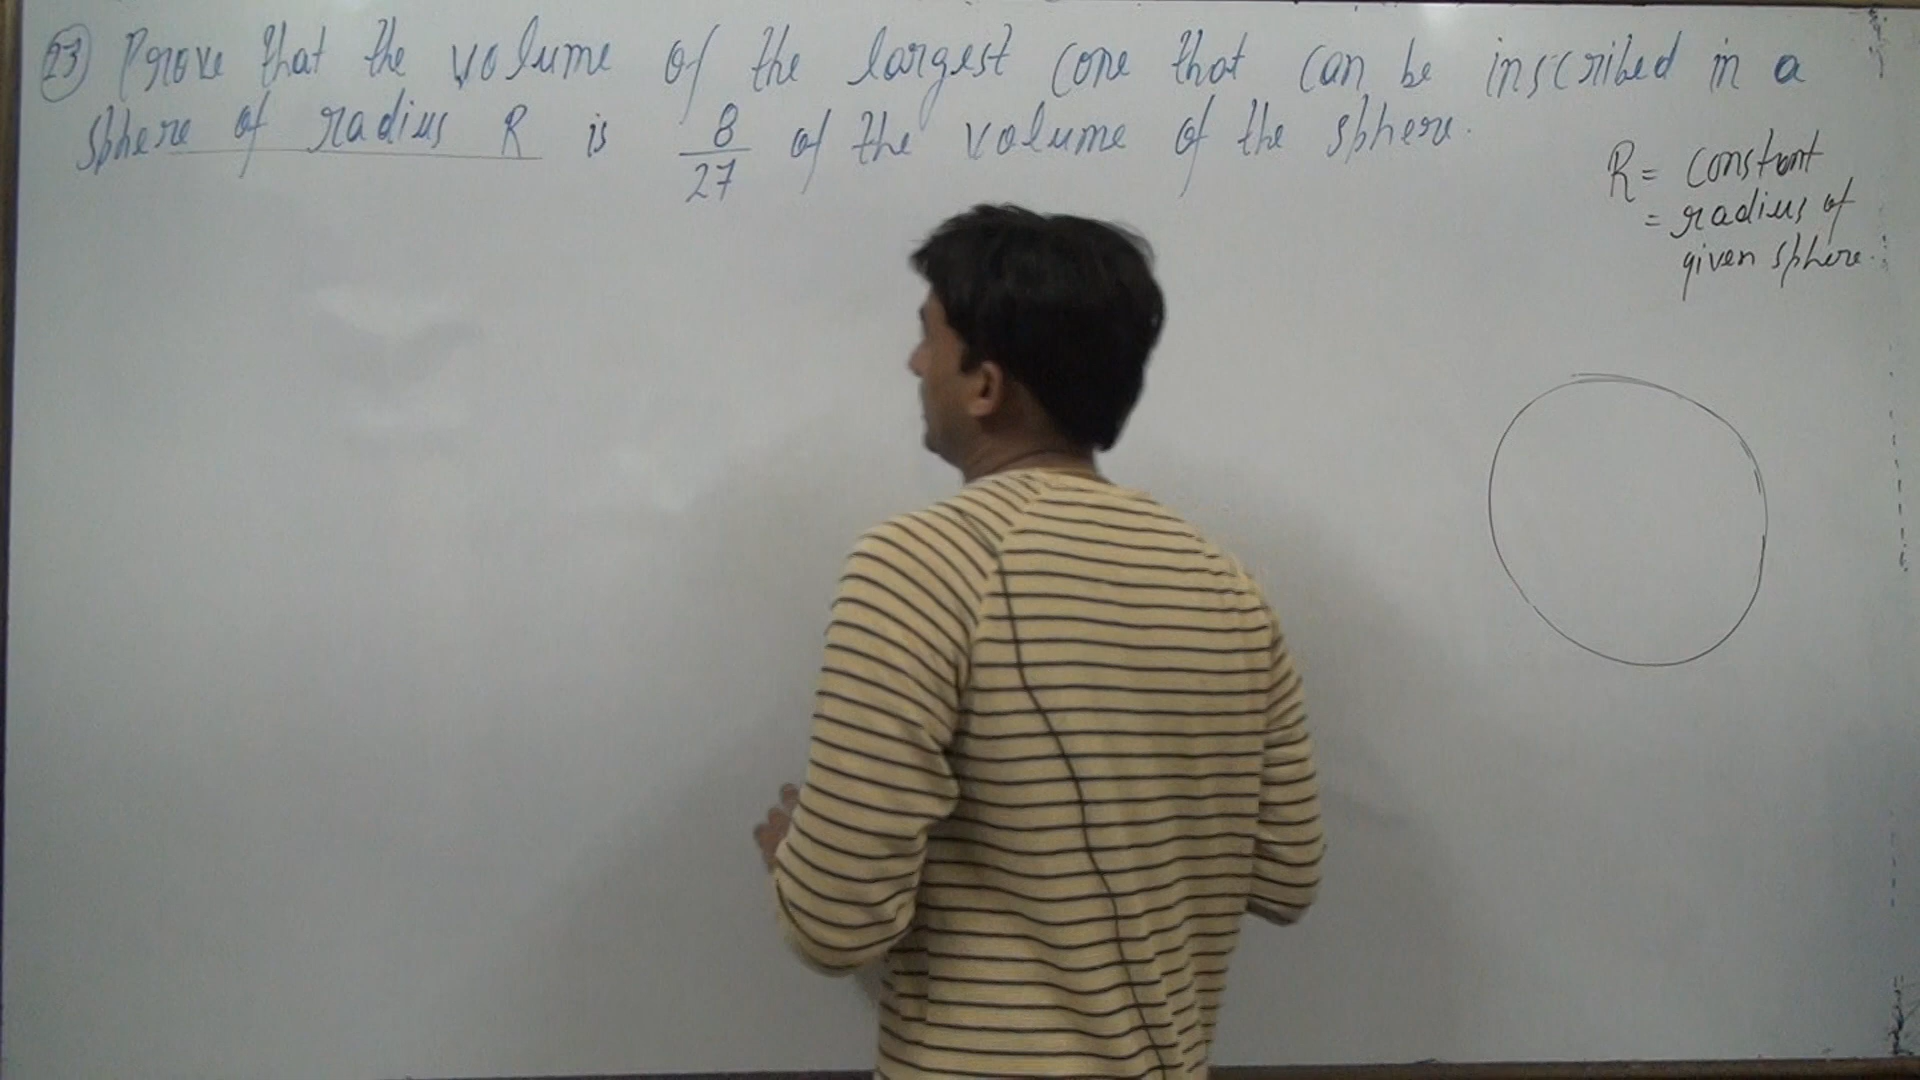 23 Prove that the volume of the largest cone that can be inscribed in a
sphere of radius R is 8/27 of the volume of the sphere.
R = constant
= radius of
given sphere.